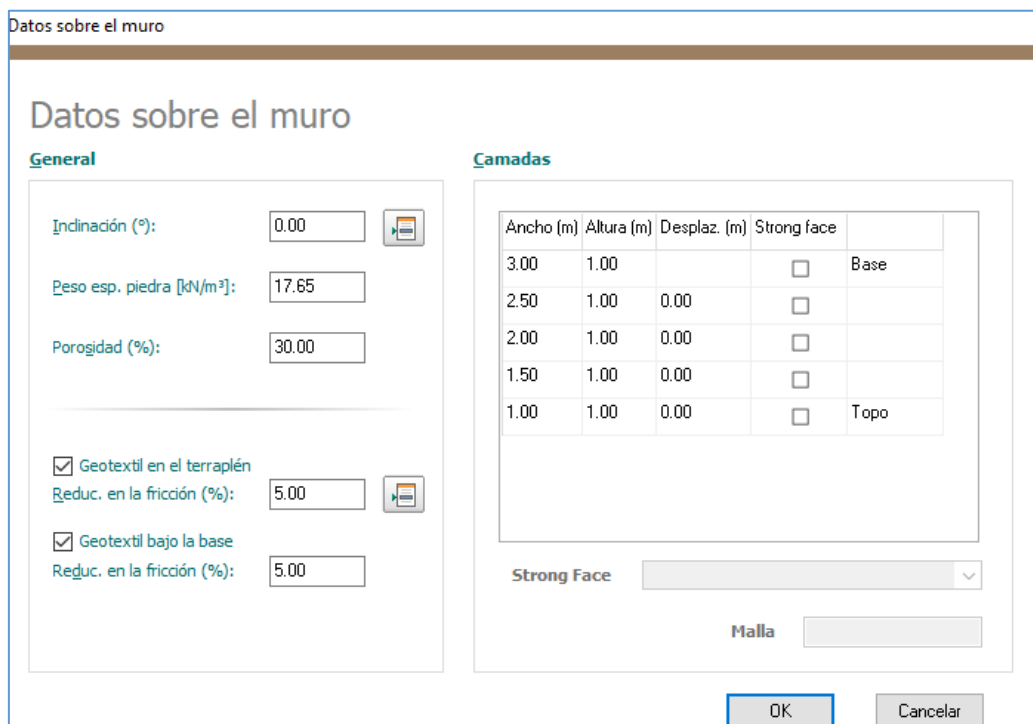 Datos sobre el muro
Datos sobre el muro
General
Inclinación (°): 0.00
Peso esp. piedra [kN/m³]: 17.65
Porosidad (%): 30.00
Geotextil en el terraplén
Reduc. en la fricción (%): 5.00
Geotextil bajo la base
Reduc. en la fricción (%): 5.00
Camadas
Ancho (m) Altura (m) Desplaz. (m) Strong face
3.00 1.00 Base
2.50 1.00 0.00
2.00 1.00 0.00
1.50 1.00 0.00
1.00 1.00 0.00 Topo
Strong Face
Malla
OK Cancelar